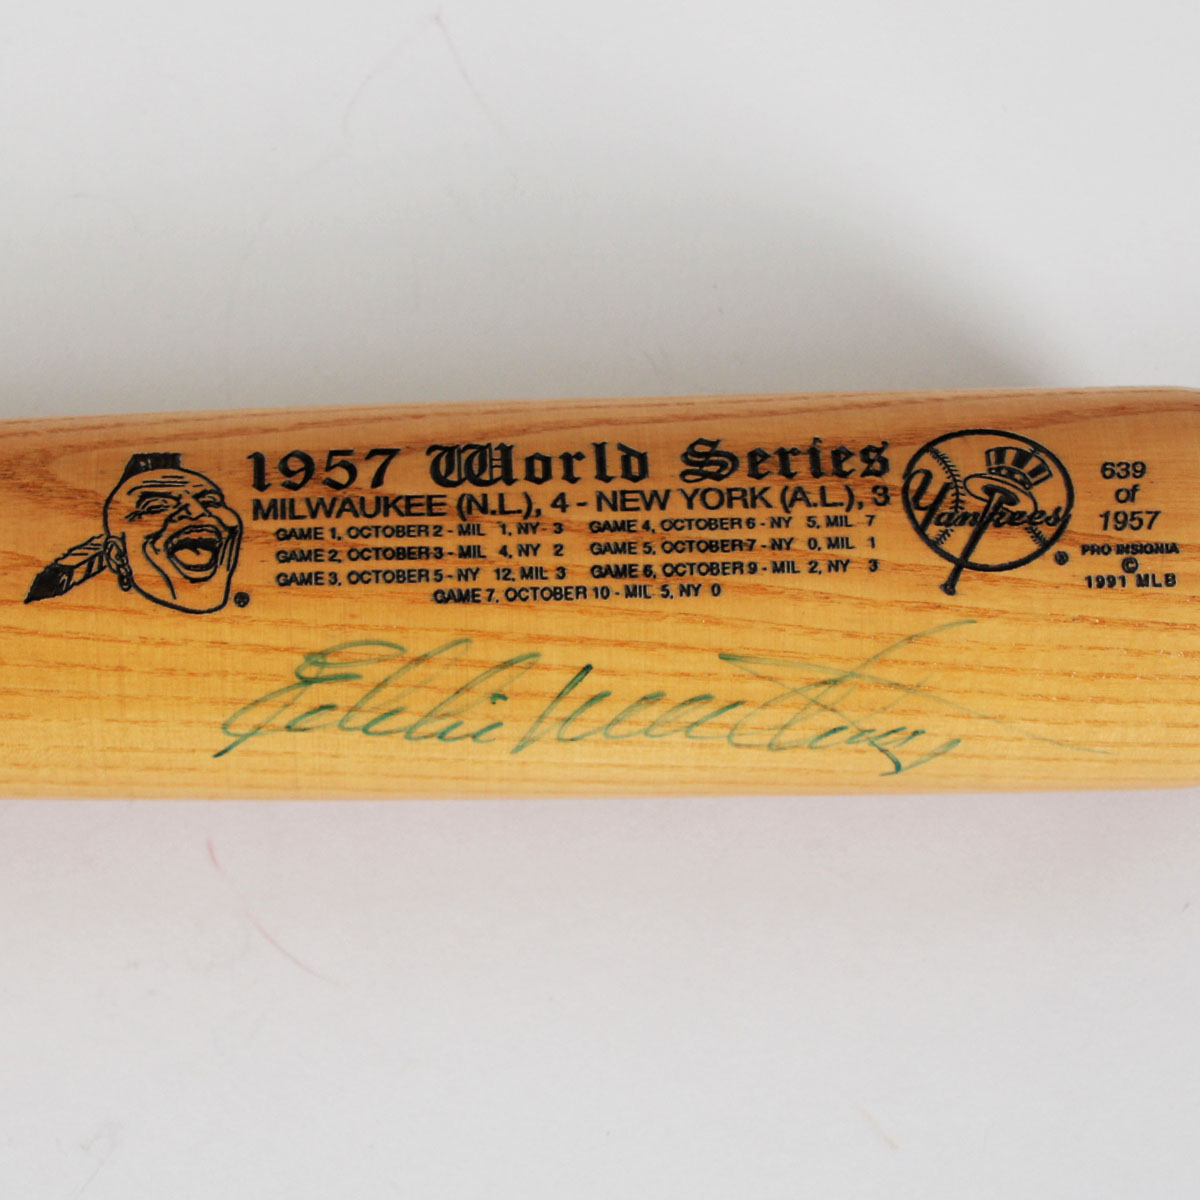 1957 World Series
MILWAUKEE (N.L), 4 - NEW YORK (A.L), 3
GAME 1, OCTOBER 2 - MIL 1, NY 3 GAME 4, OCTOBER 6 - NY 5, MIL 7
GAME 2, OCTOBER 3 - MIL 4, NY 2 GAME 5, OCTOBER 7 - NY 0, MIL 1
GAME 3, OCTOBER 5 - NY 12, MIL 3 GAME 6, OCTOBER 9 - MIL 2, NY 3
GAME 7, OCTOBER 10 - MIL 5, NY 0
®
Yankees
®
639
of
1957
PRO INSIGNIA
©
1991 MLB
Eddie Mathews